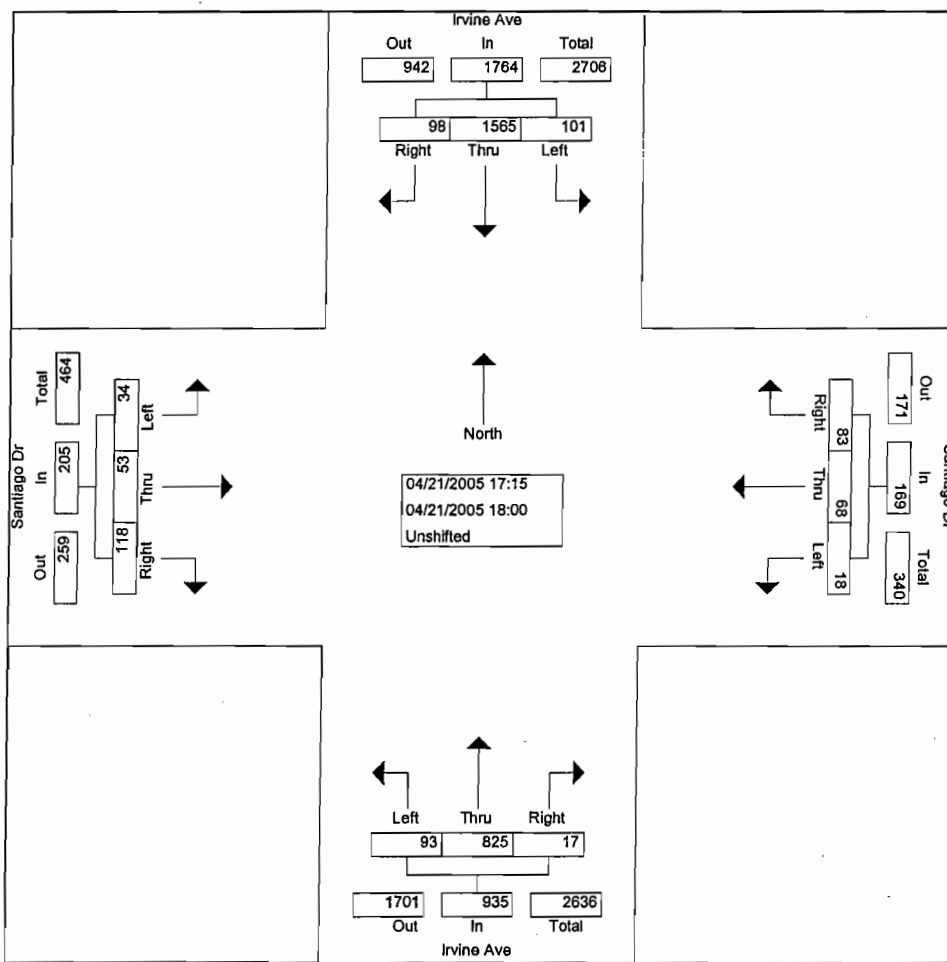 Irvine Ave
Out In Total
942 1764 2706
98 1565 101
Right Thru Left
Santiago Dr
Total In Out
464 205 259
34 53 118
Left Thru Right
North
04/21/2005 17:15
04/21/2005 18:00
Unshifted
Right Thru Left
83 68 18
171 169 340
Out In Total
Left Thru Right
93 825 17
1701 935 2636
Out In Total
Irvine Ave